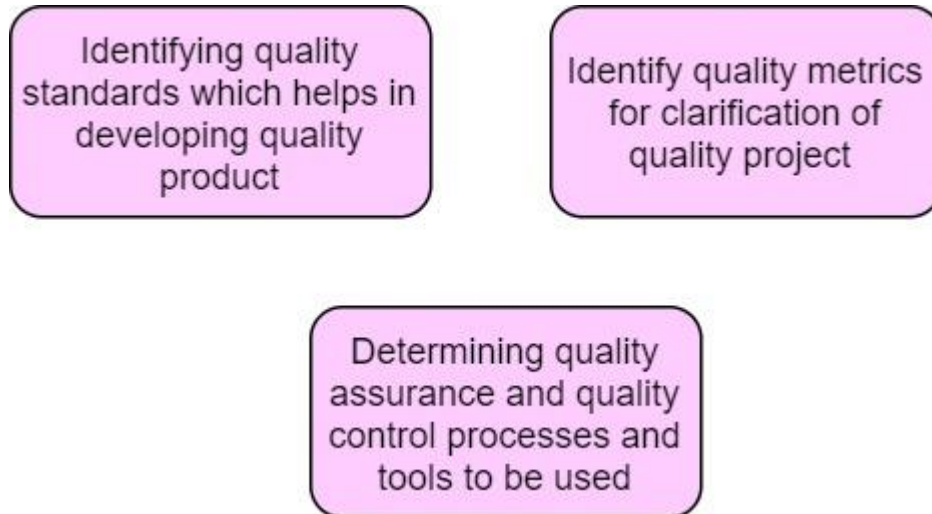 Identifying quality
standards which helps in
developing quality
product
Identify quality metrics
for clarification of
quality project
Determining quality
assurance and quality
control processes and
tools to be used